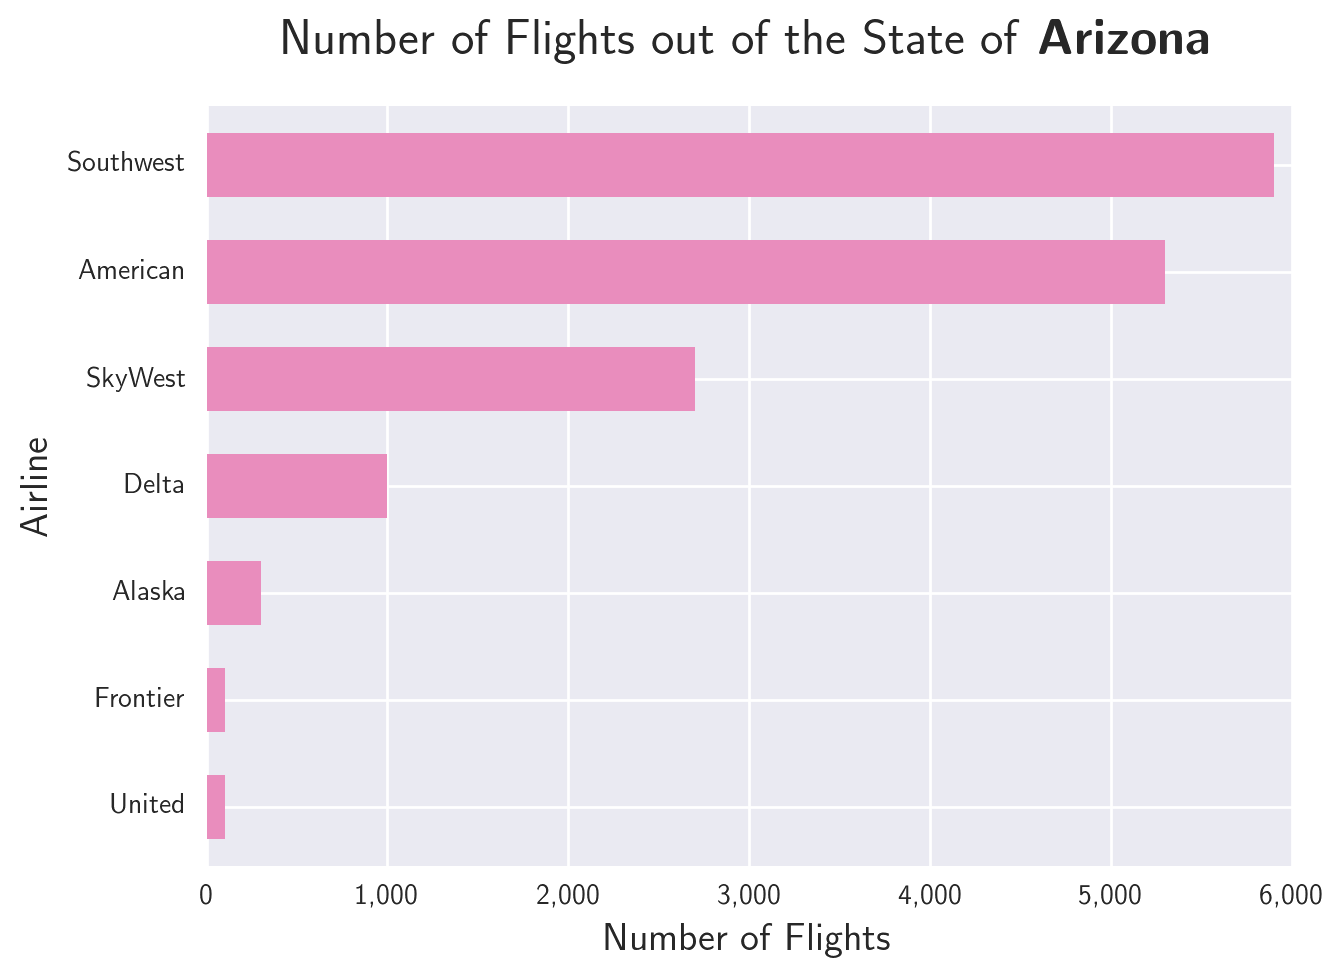 Number of Flights out of the State of Arizona
Southwest
American
SkyWest
Delta
Alaska
Frontier
United
Airline
0 1,000 2,000 3,000 4,000 5,000 6,000
Number of Flights